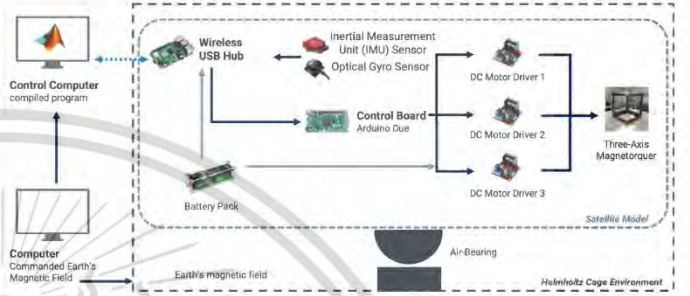 Wireless
USB Hub
Inertial Measurement
Unit (IMU) Sensor
Optical Gyro Sensor
Control Computer
compiled program
Control Board
Arduino Due
DC Motor Driver 1
DC Motor Driver 2
DC Motor Driver 3
Three-Axis
Magnetorquer
Battery Pack
Satellite Model
Computer
Commanded Earth's
Magnetic Field
Earth's magnetic field
Air-Bearing
Helmholtz Cage Environment